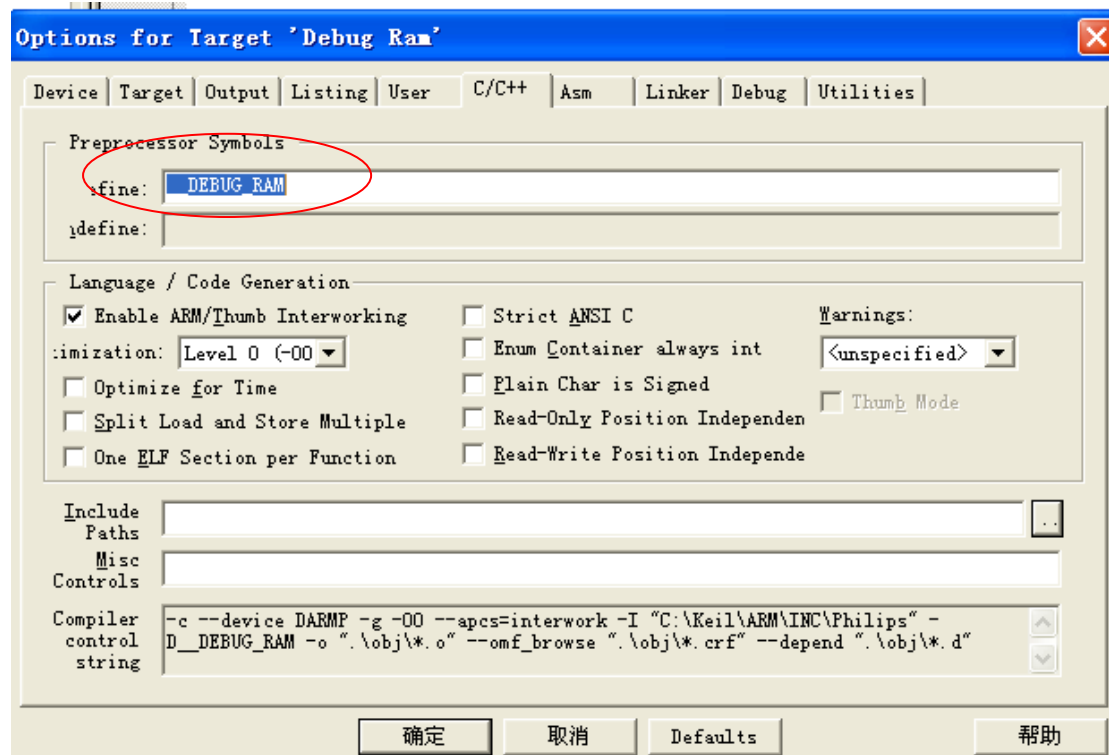 Options for Target 'Debug Ram'
Device Target Output Listing User C/C++ Asm Linker Debug Utilities
Preprocessor Symbols
efine: __DEBUG_RAM
ndefine:
Language / Code Generation
Enable ARM/Thumb Interworking
Strict ANSI C
Warnings:
timization: Level 0 (-O0
Enum Container always int
<unspecified>
Optimize for Time
Plain Char is Signed
Thumb Mode
Split Load and Store Multiple
Read-Only Position Independen
One ELF Section per Function
Read-Write Position Independe
Include
Paths
..
Misc
Controls
Compiler
control
string
-c --device DARMP -g -O0 --apcs=interwork -I "C:\Keil\ARM\INC\Philips" -
D__DEBUG_RAM -o ".\obj\*.o" --omf_browse ".\obj\*.crf" --depend ".\obj\*.d"
确定 取消 Defaults 帮助